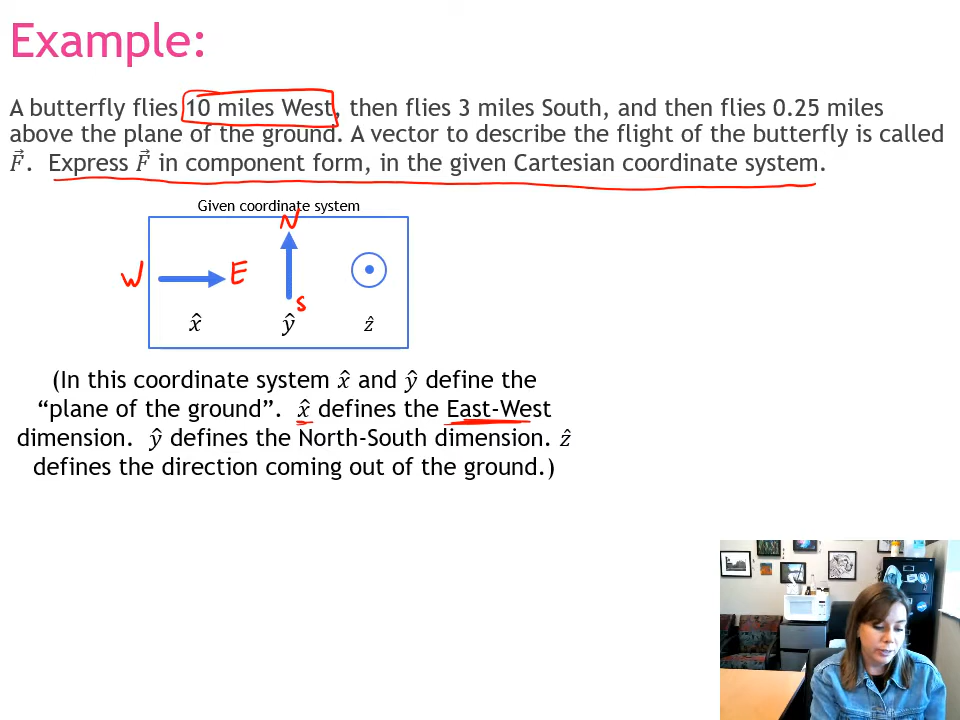 Example:
A butterfly flies 10 miles West, then flies 3 miles South, and then flies 0.25 miles
above the plane of the ground. A vector to describe the flight of the butterfly is called
F⃗. Express F⃗ in component form, in the given Cartesian coordinate system.
Given coordinate system
N
W E
S
x̂ ŷ ẑ
(In this coordinate system x̂ and ŷ define the
“plane of the ground”. x̂ defines the East-West
dimension. ŷ defines the North-South dimension. ẑ
defines the direction coming out of the ground.)